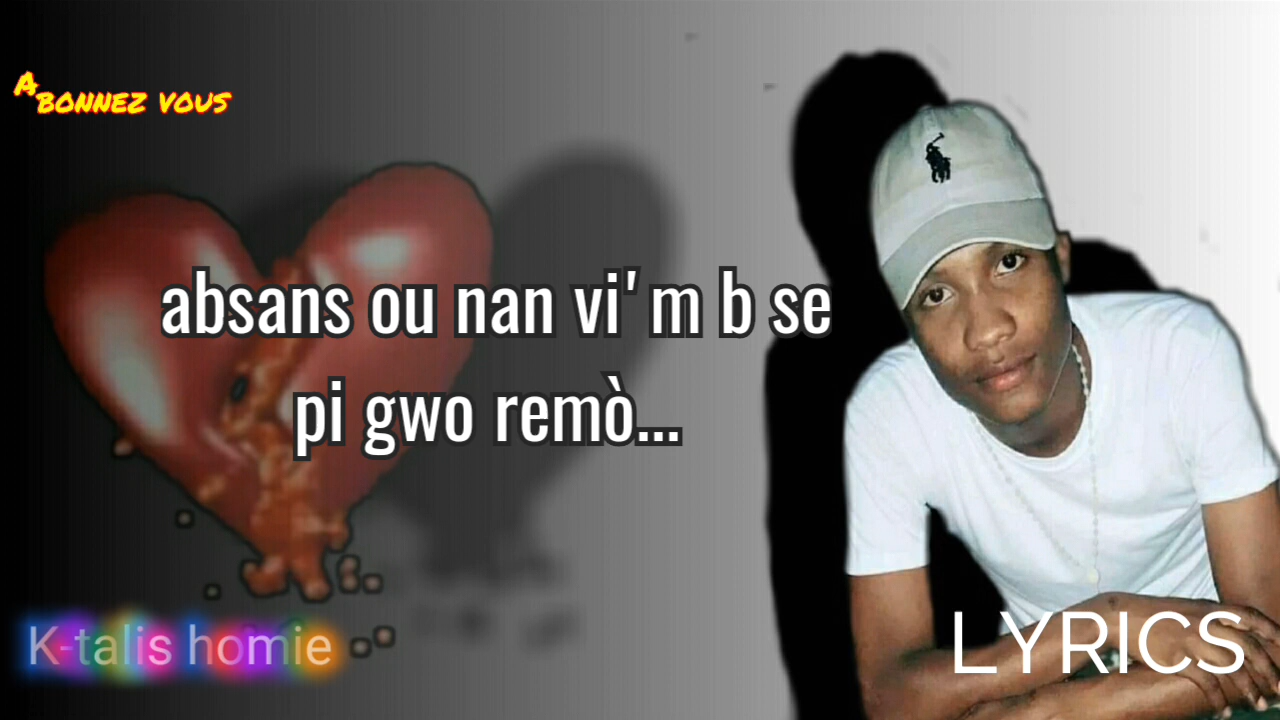 ABONNEZ VOUS
absans ou nan vi'm b se
pi gwo remò...
K-talis homie
LYRICS